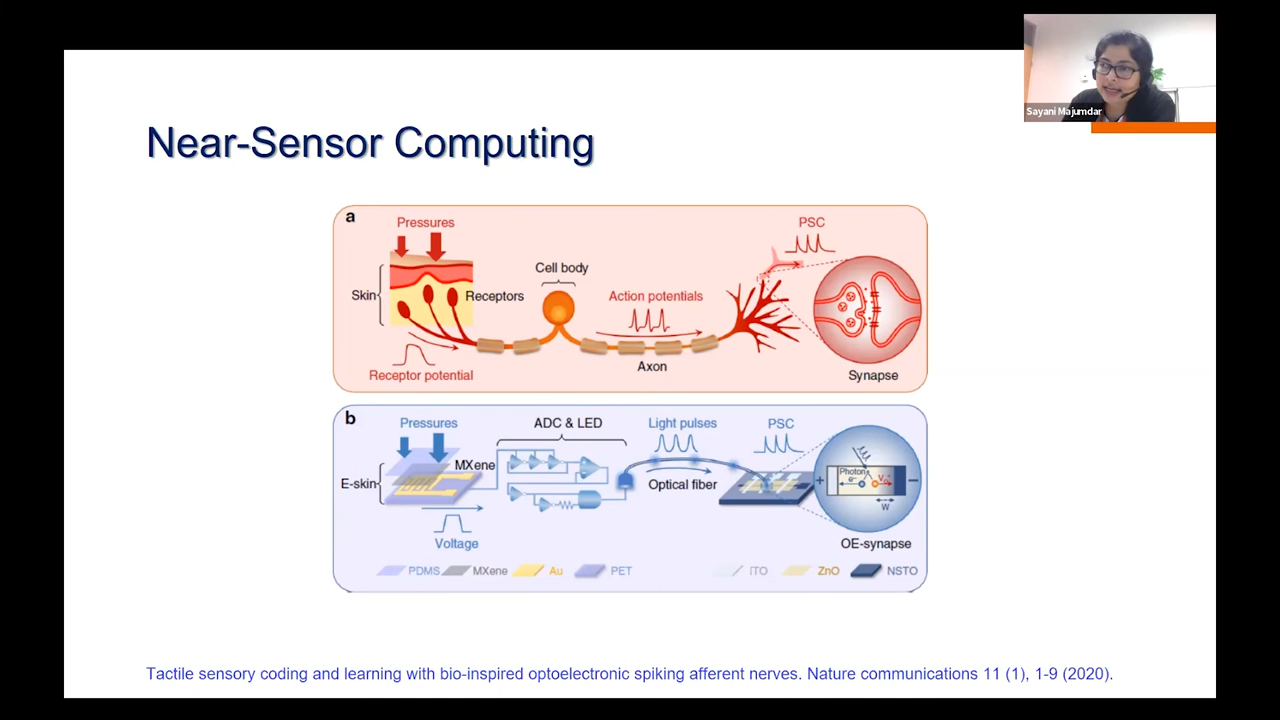 Sayani Majumdar
Near-Sensor Computing
a
Pressures
Skin
Receptors
Receptor potential
Cell body
Action potentials
Axon
PSC
Synapse
b
Pressures
E-skin
MXene
Voltage
ADC & LED
Light pulses
Optical fiber
PSC
Photon
e-
+
−
W
OE-synapse
PDMS MXene Au PET ITO ZnO NSTO
Tactile sensory coding and learning with bio-inspired optoelectronic spiking afferent nerves. Nature communications 11 (1), 1-9 (2020).